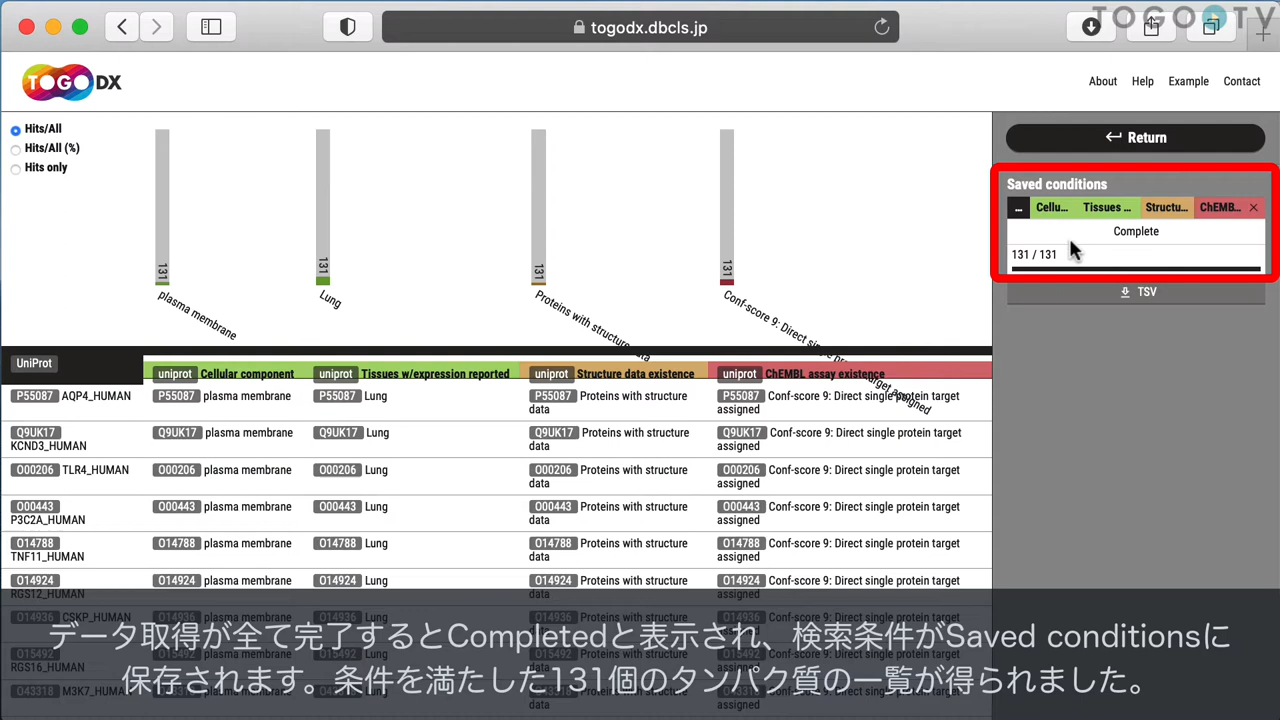 togodx.dbcls.jp
TOGOTV
TOGO DX
About Help Example Contact
Hits/All
Hits/All (%)
Hits only
131 131 131 131
plasma membrane
Lung
Proteins with structure data
Conf-score 9: Direct single protein target assigned
Return
Saved conditions
... Cellu... Tissues ... Structu... ChEMB... ×
Complete
131 / 131
TSV
UniProt
uniprot Cellular component uniprot Tissues w/expression reported uniprot Structure data existence uniprot ChEMBL assay existence
P55087 AQP4_HUMAN P55087 plasma membrane P55087 Lung P55087 Proteins with structure P55087 Conf-score 9: Direct single protein target
data assigned
Q9UK17 Q9UK17 plasma membrane Q9UK17 Lung Q9UK17 Proteins with structure Q9UK17 Conf-score 9: Direct single protein target
KCND3_HUMAN data assigned
O00206 TLR4_HUMAN O00206 plasma membrane O00206 Lung O00206 Proteins with structure O00206 Conf-score 9: Direct single protein target
data assigned
O00443 O00443 plasma membrane O00443 Lung O00443 Proteins with structure O00443 Conf-score 9: Direct single protein target
P3C2A_HUMAN data assigned
O14788 O14788 plasma membrane O14788 Lung O14788 Proteins with structure O14788 Conf-score 9: Direct single protein target
TNF11_HUMAN data assigned
O14924 O14924 plasma membrane O14924 Lung O14924 Proteins with structure O14924 Conf-score 9: Direct single protein target
RGS12_HUMAN data assigned
O14936 CSKP_HUMAN
O15492
RGS16_HUMAN
O43318 M3K7_HUMAN
データ取得が全て完了するとCompletedと表示され、検索条件がSaved conditionsに
保存されます。条件を満たした131個のタンパク質の一覧が得られました。